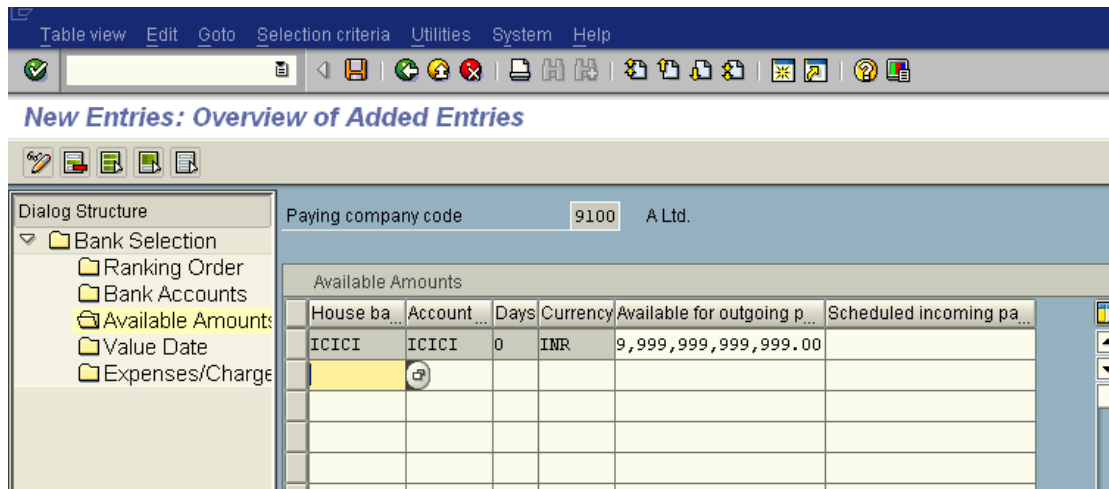 Table view Edit Goto Selection criteria Utilities System Help
New Entries: Overview of Added Entries
Dialog Structure
Bank Selection
Ranking Order
Bank Accounts
Available Amounts
Value Date
Expenses/Charge
Paying company code 9100 A Ltd.
Available Amounts
House ba... Account ... Days Currency Available for outgoing p... Scheduled incoming pa...
ICICI ICICI 0 INR 9,999,999,999,999.00